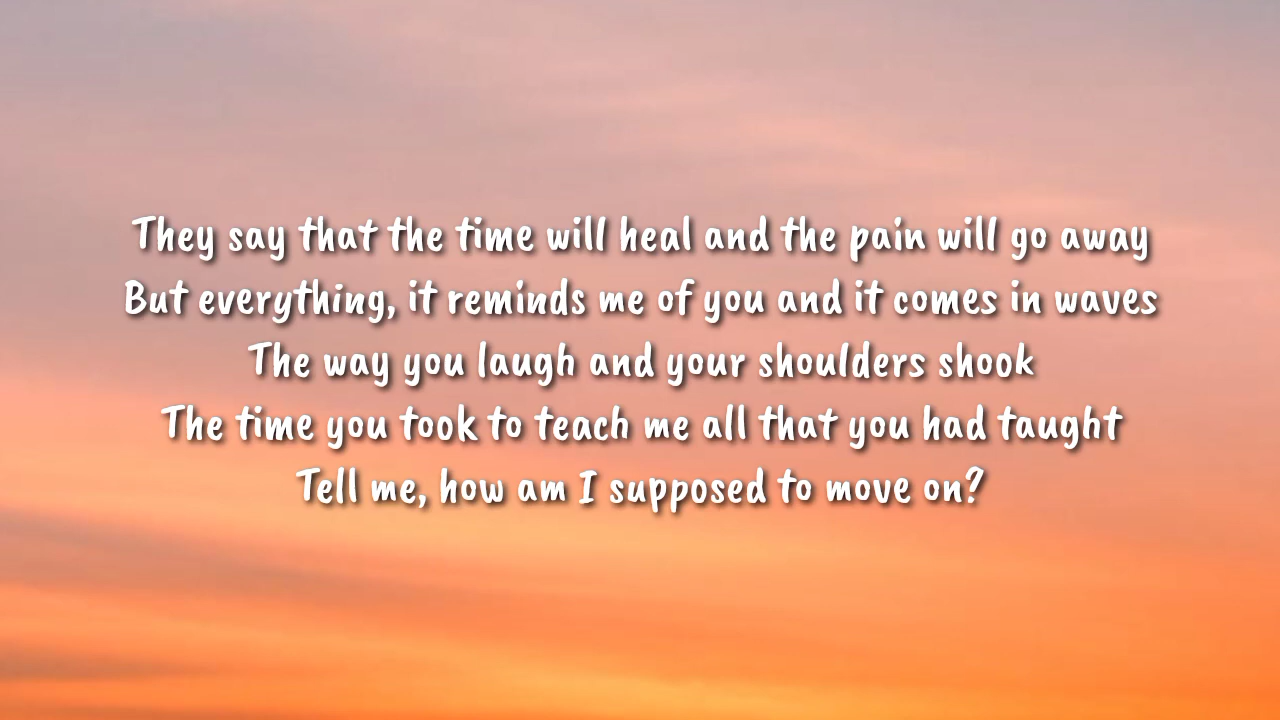 They say that the time will heal and the pain will go away
But everything, it reminds me of you and it comes in waves
The way you laugh and your shoulders shook
The time you took to teach me all that you had taught
Tell me, how am I supposed to move on?